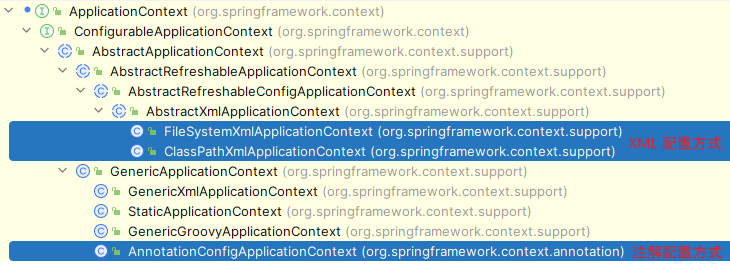 ApplicationContext (org.springframework.context)
ConfigurableApplicationContext (org.springframework.context)
AbstractApplicationContext (org.springframework.context.support)
AbstractRefreshableApplicationContext (org.springframework.context.support)
AbstractRefreshableConfigApplicationContext (org.springframework.context.support)
AbstractXmlApplicationContext (org.springframework.context.support)
FileSystemXmlApplicationContext (org.springframework.context.support)
ClassPathXmlApplicationContext (org.springframework.context.support) XML 配置方式
GenericApplicationContext (org.springframework.context.support)
GenericXmlApplicationContext (org.springframework.context.support)
StaticApplicationContext (org.springframework.context.support)
GenericGroovyApplicationContext (org.springframework.context.support)
AnnotationConfigApplicationContext (org.springframework.context.annotation) 注解配置方式